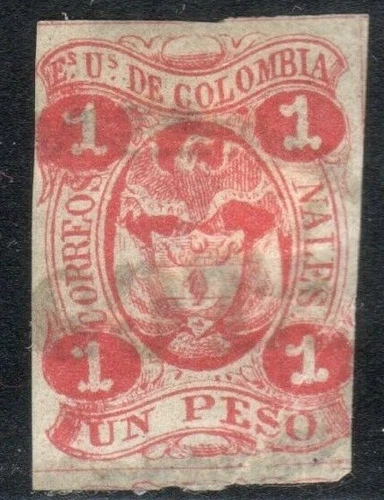 Eˢ. Uˢ. DE COLOMBIA
1 1
CORREOS NALES
1 1
UN PESO